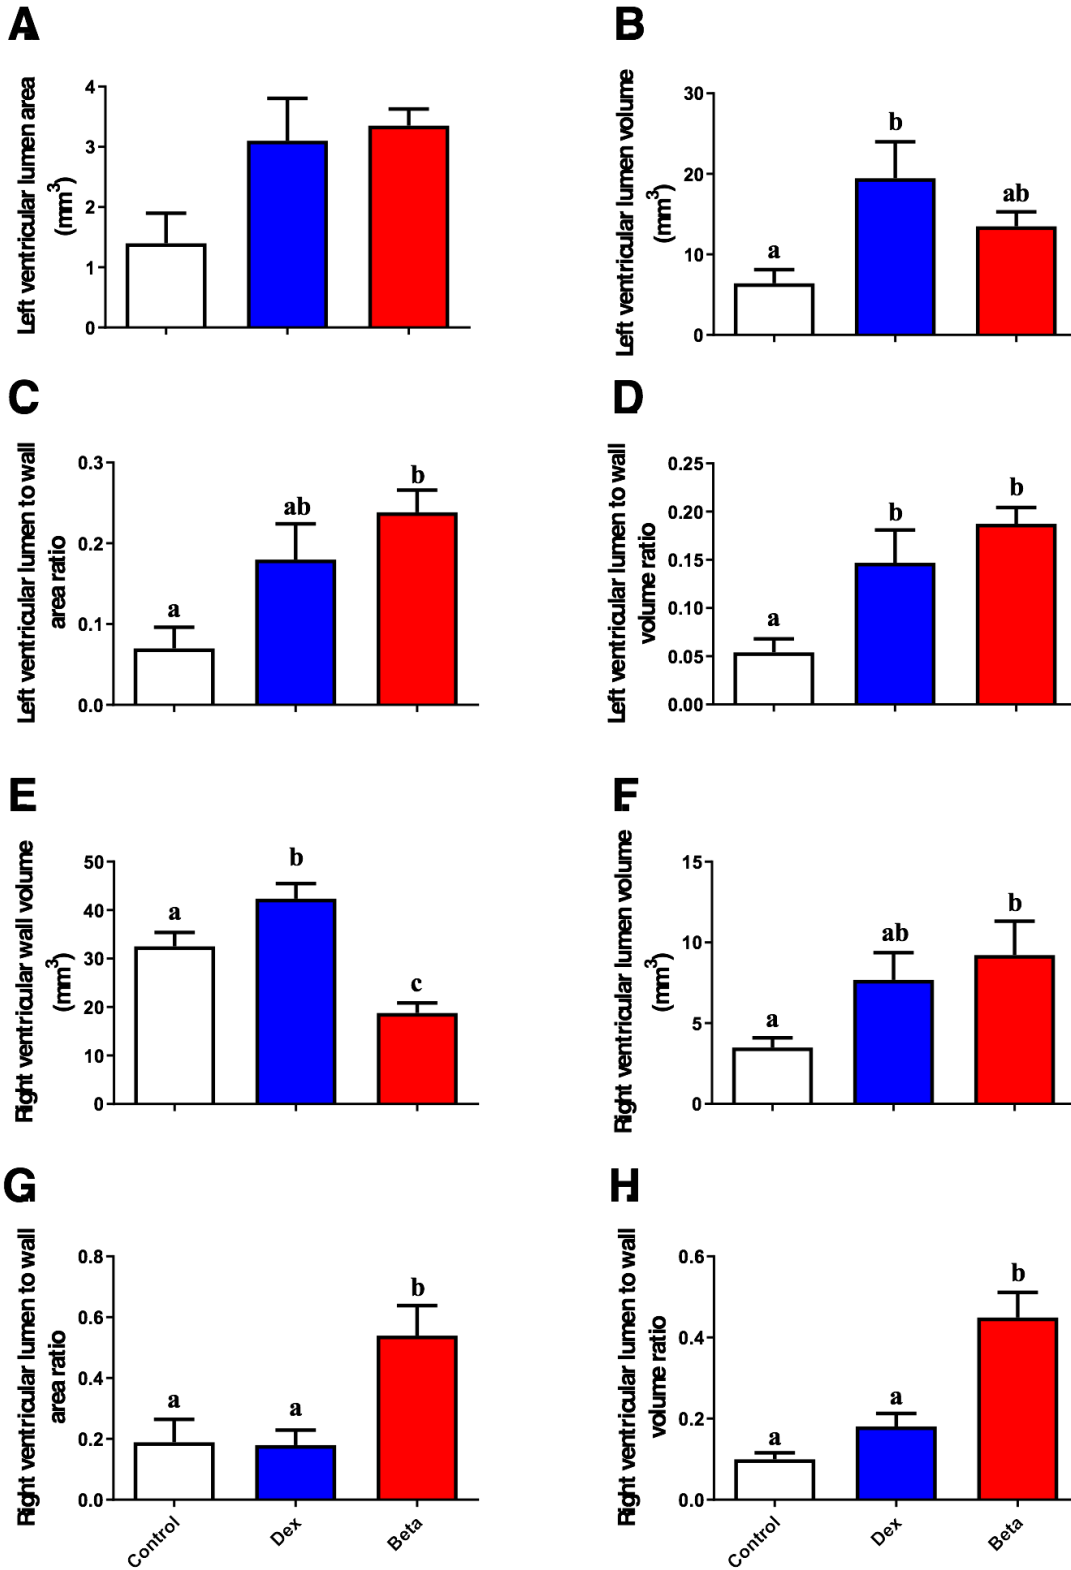 A
Left ventricular lumen area
(mm3)
4
3
2
1
0
B
Left ventricular lumen volume
(mm3)
30
20
10
0
a
b
ab
C
Left ventricular lumen to wall
area ratio
0.3
0.2
0.1
0.0
a
ab
b
D
Left ventricular lumen to wall
volume ratio
0.25
0.20
0.15
0.10
0.05
0.00
a
b
b
E
Right ventricular wall volume
(mm3)
50
40
30
20
10
0
a
b
c
F
Right ventricular lumen volume
(mm3)
15
10
5
0
a
ab
b
G
Right ventricular lumen to wall
area ratio
0.8
0.6
0.4
0.2
0.0
a
a
b
Control
Dex
Beta
H
Right ventricular lumen to wall
volume ratio
0.6
0.4
0.2
0.0
a
a
b
Control
Dex
Beta